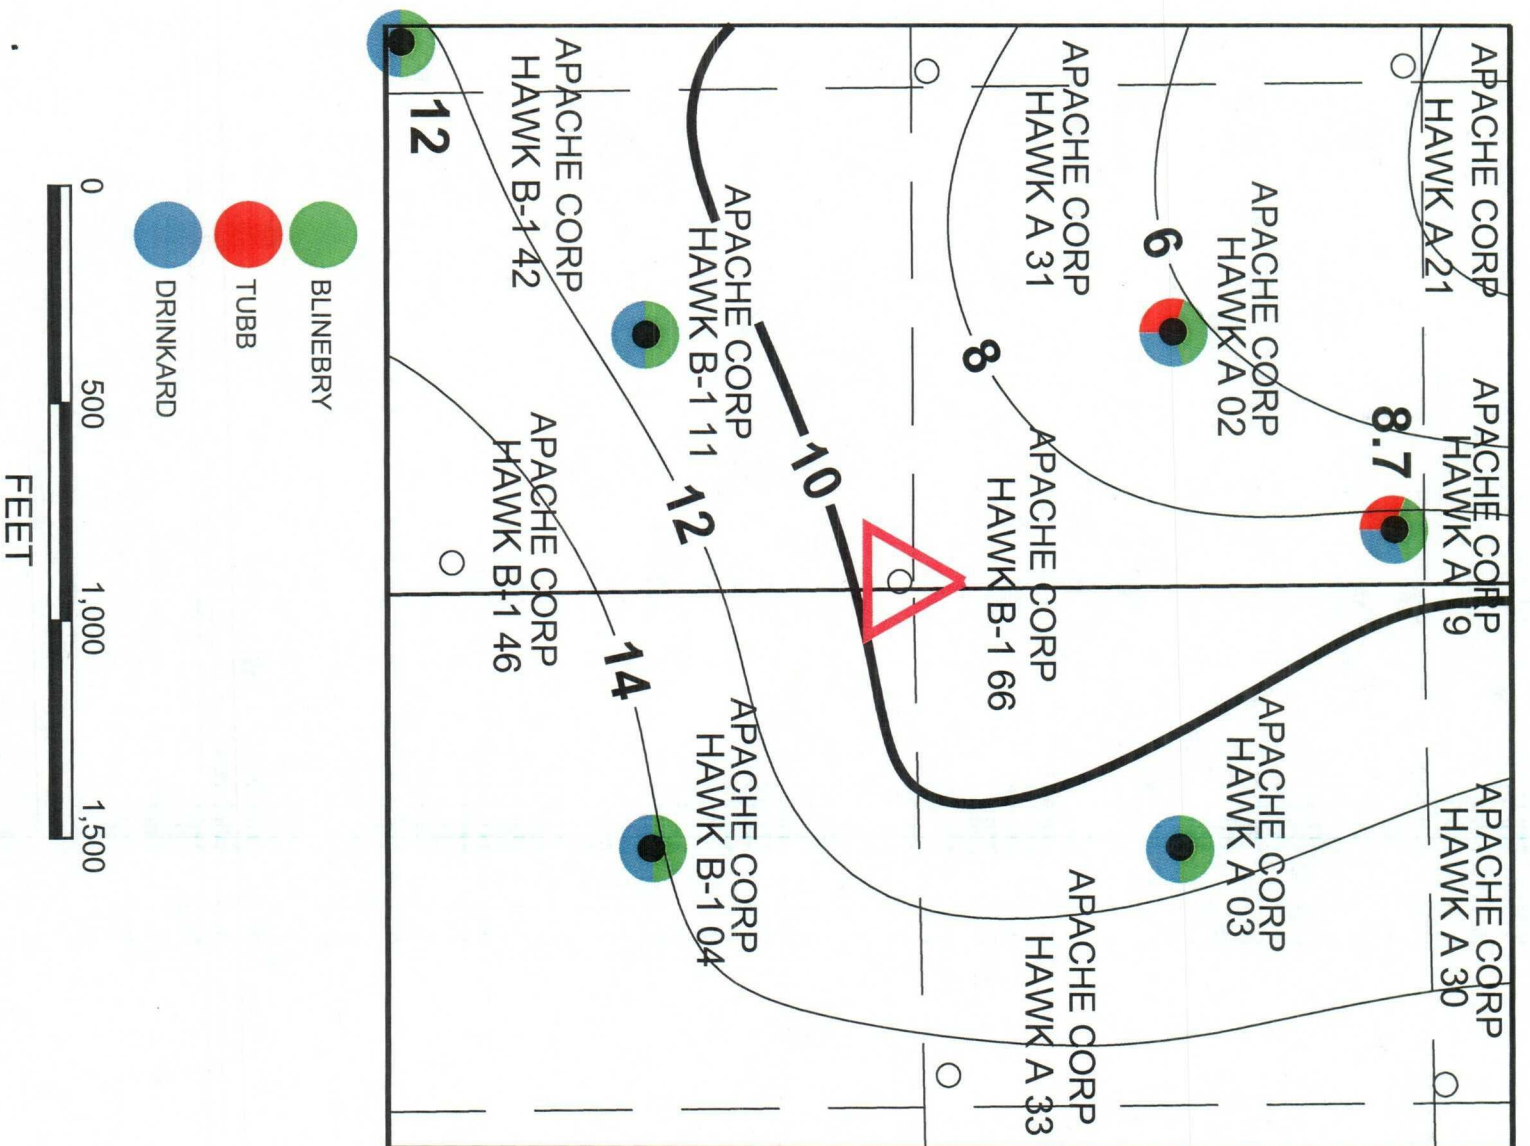 APACHE CORP
HAWK A 21
APACHE CORP
HAWK A 19
APACHE CORP
HAWK A 30
8.7
APACHE CORP
HAWK A 02
APACHE CORP
HAWK A 03
6
APACHE CORP
HAWK A 31
APACHE CORP
HAWK B-1 66
APACHE CORP
HAWK A 33
8
10
APACHE CORP
HAWK B-1 11
APACHE CORP
HAWK B-1 04
12
14
APACHE CORP
HAWK B-1 42
APACHE CORP
HAWK B-1 46
12
BLINEBRY
TUBB
DRINKARD
0 500 1,000 1,500
FEET